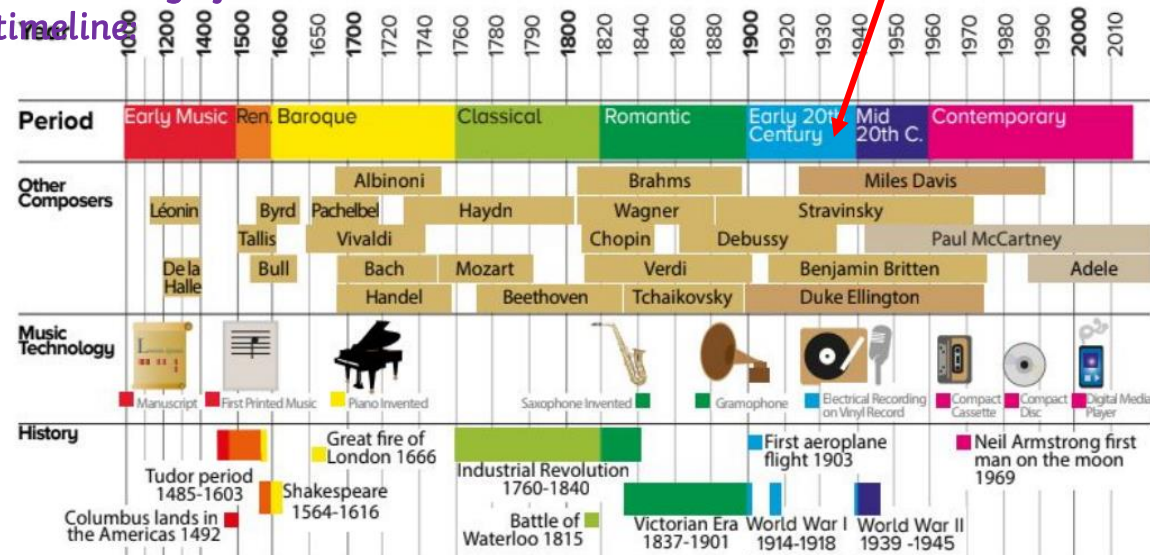 timeline:
1000 1200 1400 1500 1600 1650 1700 1720 1740 1760 1780 1790 1800 1820 1840 1860 1880 1900 1920 1930 1940 1950 1960 1970 1980 1990 2000 2010
Period
Early Music
Ren.
Baroque
Classical
Romantic
Early 20th
Century
Mid
20th C.
Contemporary
Other
Composers
Albinoni
Brahms
Miles Davis
Léonin
Byrd
Pachelbel
Haydn
Wagner
Stravinsky
Tallis
Vivaldi
Chopin
Debussy
Paul McCartney
De la
Halle
Bull
Bach
Mozart
Verdi
Benjamin Britten
Adele
Handel
Beethoven
Tchaikovsky
Duke Ellington
Music
Technology
Manuscript
First Printed Music
Piano Invented
Saxophone Invented
Gramophone
Electrical Recording
on Vinyl Record
Compact
Cassette
Compact
Disc
Digital Media
Player
History
Tudor period
1485-1603
Columbus lands in
the Americas 1492
Great fire of
London 1666
Shakespeare
1564-1616
Industrial Revolution
1760-1840
Battle of
Waterloo 1815
Victorian Era
1837-1901
First aeroplane
flight 1903
World War I
1914-1918
World War II
1939 -1945
Neil Armstrong first
man on the moon
1969